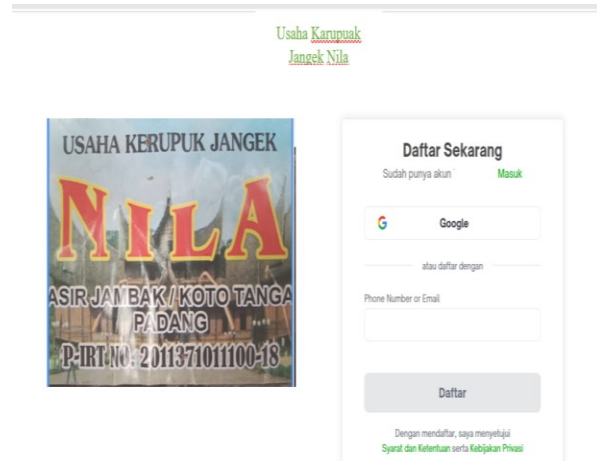 Usaha Karupuak
Jangek Nila
USAHA KERUPUK JANGEK
NILA
ASIR JAMBAK / KOTO TANGA
PADANG
P-IRT.NO: 2011371011100-18
Daftar Sekarang
Sudah punya akun Masuk
Google
atau daftar dengan
Phone Number or Email
Daftar
Dengan mendaftar, saya menyetujui
Syarat dan Ketentuan serta Kebijakan Privasi